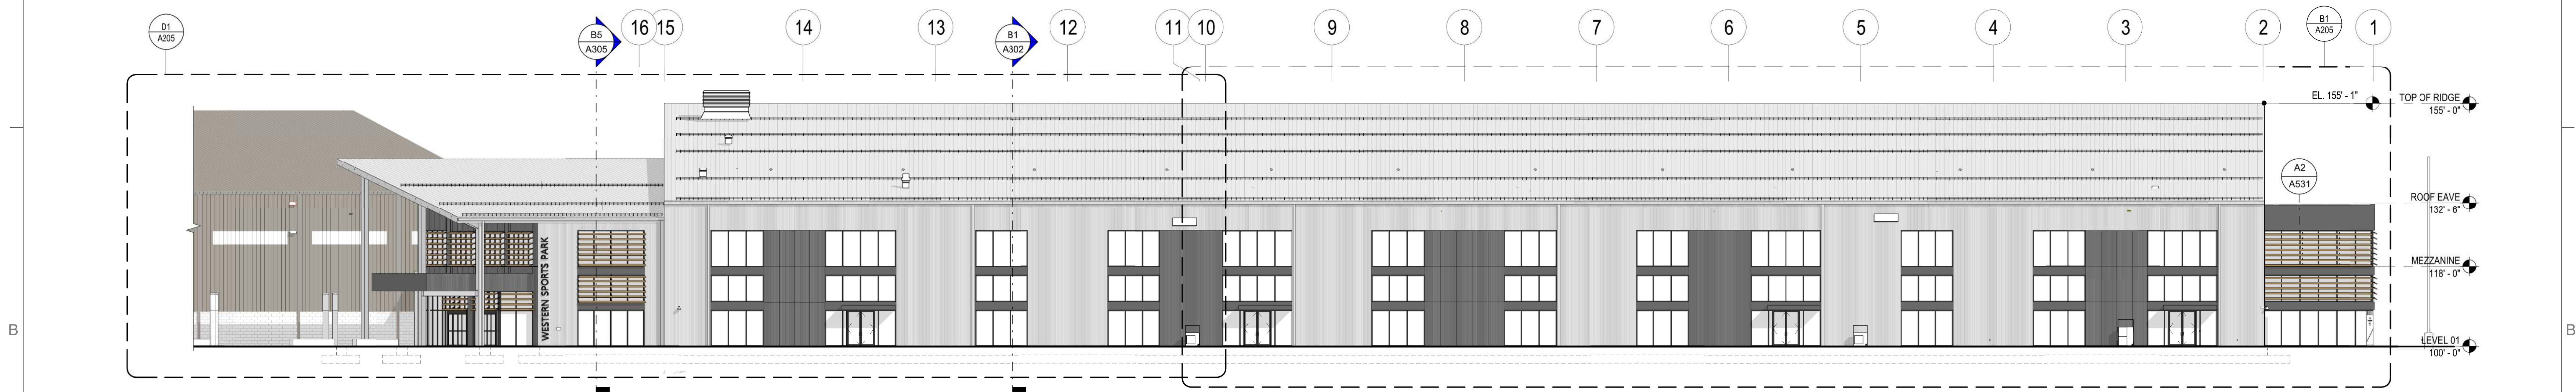 D1
A205
B5
A305
16
15
14
13
B1
A302
12
11
10
9
8
7
6
5
4
3
2
B1
A205
1
EL. 155' - 1"
TOP OF RIDGE
155' - 0"
A2
A531
ROOF EAVE
132' - 6"
WESTERN SPORTS PARK
MEZZANINE
118' - 0"
B
B
LEVEL 01
100' - 0"